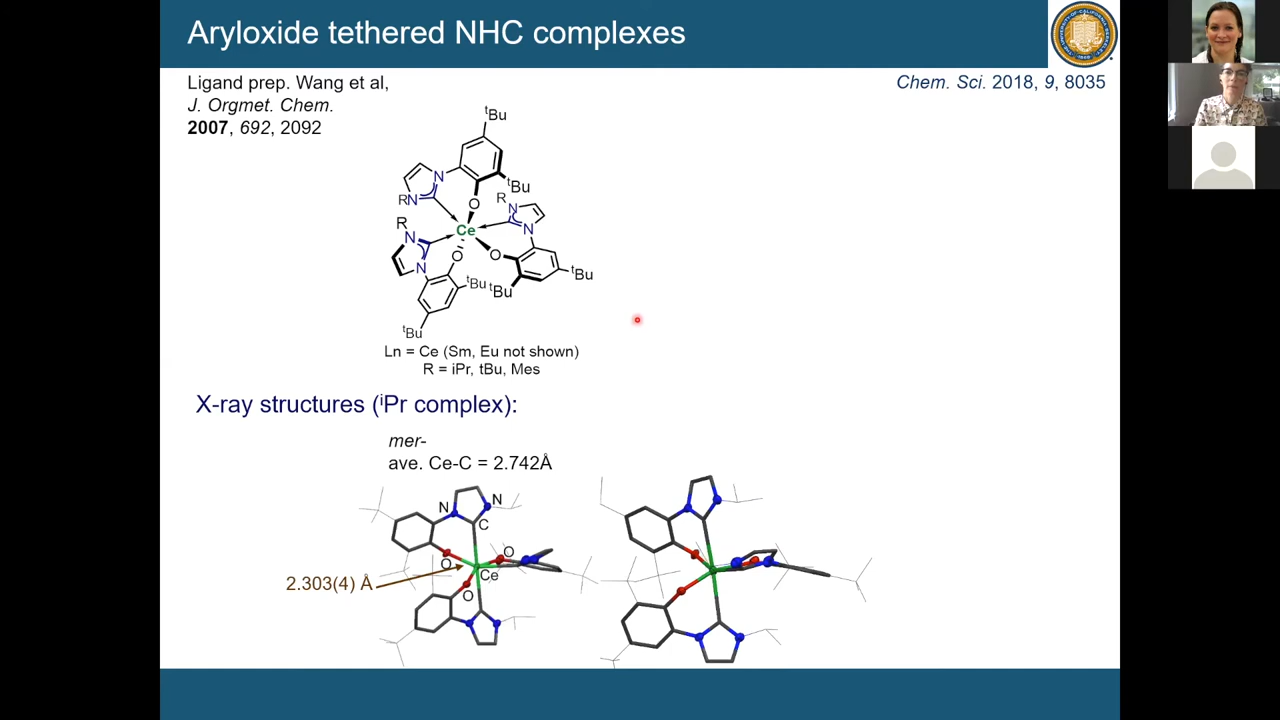 Aryloxide tethered NHC complexes
Ligand prep. Wang et al,
J. Orgmet. Chem.
2007, 692, 2092
Chem. Sci. 2018, 9, 8035
tBu
N
RN
tBu
O
R
N
N
Ce
R
N
N
O
O
tBu
tBu
tBu
tBu
Ln = Ce (Sm, Eu not shown)
R = iPr, tBu, Mes
X-ray structures (iPr complex):
mer-
ave. Ce-C = 2.742Å
N
N
C
O
O
Ce
O
2.303(4) Å